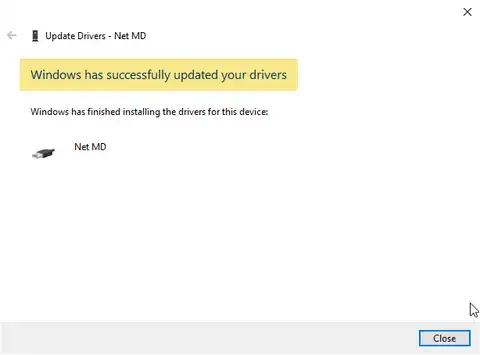 Update Drivers - Net MD
Windows has successfully updated your drivers
Windows has finished installing the drivers for this device:
Net MD
Close